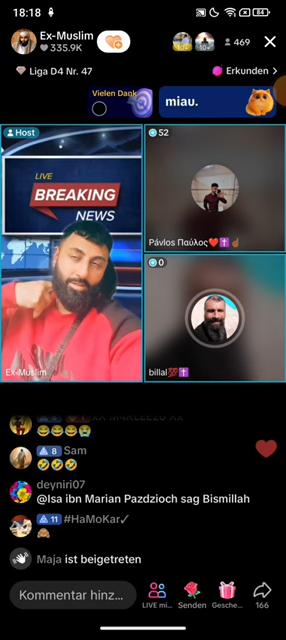 18:18
84
Ex-Muslim
335.9K
10+
469
Liga D4 Nr. 47
Erkunden >
Vielen Dank
miau.
Host
52
LIVE
BREAKING
NEWS
Pávlos Παύλος❤️✝️☝🏾
0
Ex-Muslim
billal💯✝️
😂😂😂😭
8 Sam
🤣🤣🤣
deyniri07
@Isa ibn Marian Pazdzioch sag Bismillah
11 #HaMoKar✓
🙈
Maja ist beigetreten
Kommentar hinz...
LIVE mi...
Senden
Gesche...
166